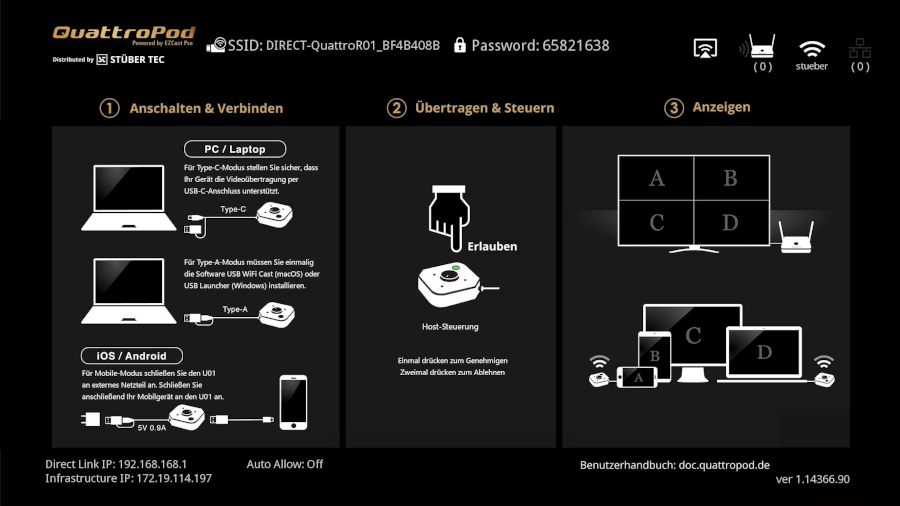 QuattroPod
Powered by EZCast Pro
Distributed by STÜBER TEC
SSID: DIRECT-QuattroR01_BF4B408B
Password: 65821638
( 0 )
stueber
( 0 )
1 Anschalten & Verbinden
2 Übertragen & Steuern
3 Anzeigen
PC / Laptop
Für Type-C-Modus stellen Sie sicher, dass
Ihr Gerät die Videoübertragung per
USB-C-Anschluss unterstützt.
Type-C
Für Type-A-Modus müssen Sie einmalig
die Software USB WiFi Cast (macOS) oder
USB Launcher (Windows) installieren.
Type-A
iOS / Android
Für Mobile-Modus schließen Sie den U01
an externes Netzteil an. Schließen Sie
anschließend Ihr Mobilgerät an den U01 an.
5V 0.9A
Erlauben
Host-Steuerung
Einmal drücken zum Genehmigen
Zweimal drücken zum Ablehnen
A B
C D
A
B
C
D
Direct Link IP: 192.168.168.1
Auto Allow: Off
Infrastructure IP: 172.19.114.197
Benutzerhandbuch: doc.quattropod.de
ver 1.14366.90